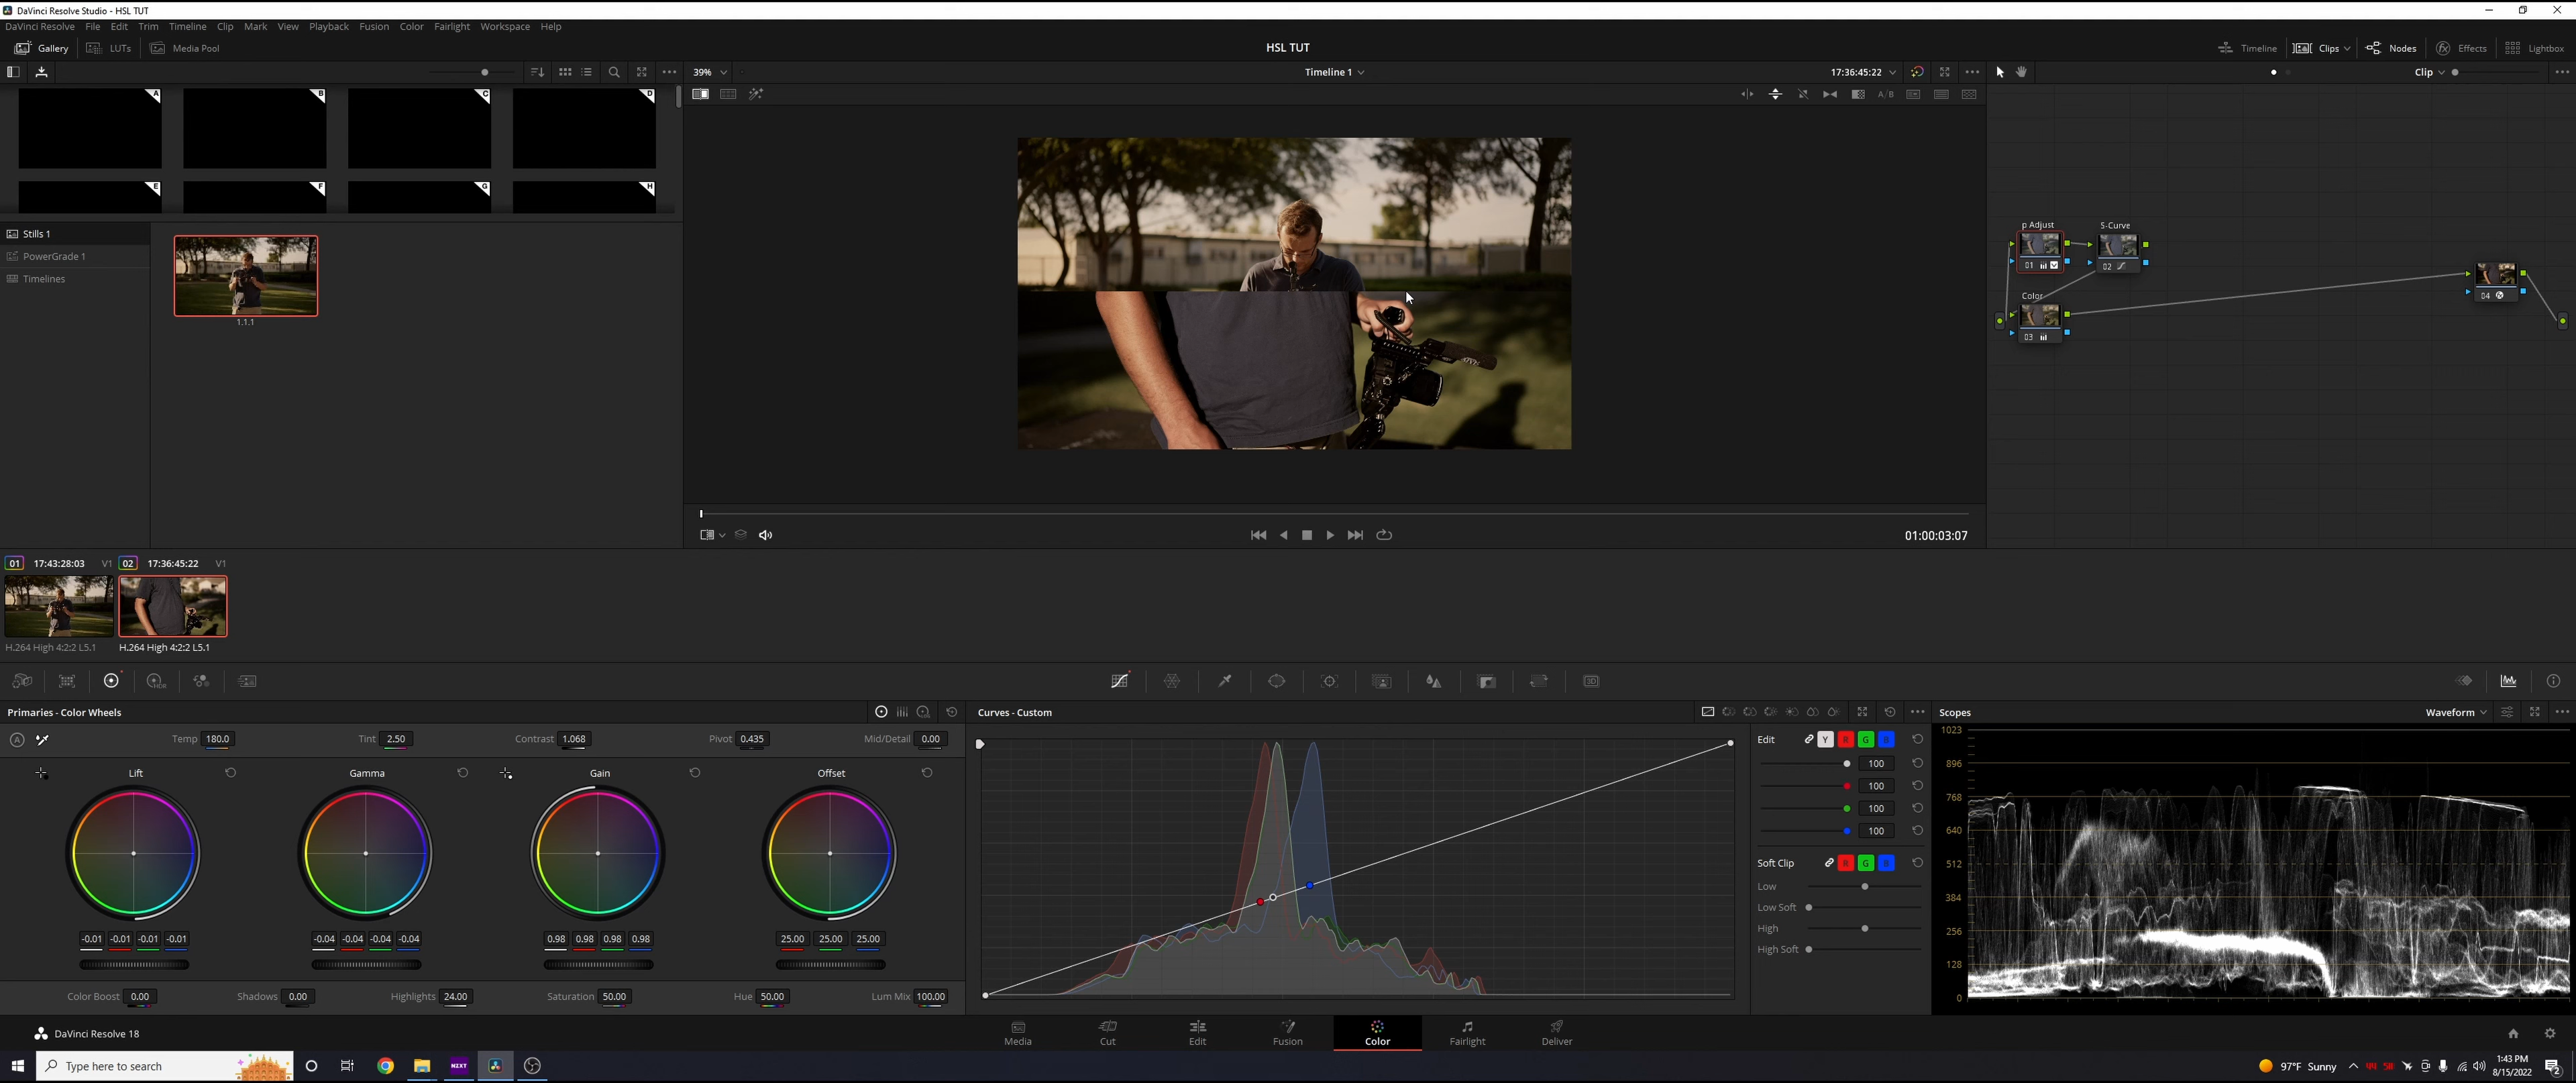 DaVinci Resolve Studio - HSL TUT
DaVinci Resolve File Edit Trim Timeline Clip Mark View Playback Fusion Color Fairlight Workspace Help
Gallery LUTs Media Pool HSL TUT Timeline Clips Nodes Effects Lightbox
39% Timeline 1 17:36:45:22 Clip
A B C D
E F G H
Stills 1
PowerGrade 1
Timelines
1.1.1
p Adjust S-Curve
01 02
Color
04
03
01:00:03:07
01 17:43:28:03 V1 02 17:36:45:22 V1
H.264 High 4:2:2 L5.1 H.264 High 4:2:2 L5.1
HDR 3D
Primaries - Color Wheels Curves - Custom Scopes Waveform
A Temp 180.0 Tint 2.50 Contrast 1.068 Pivot 0.435 Mid/Detail 0.00
Lift Gamma Gain Offset
-0.01 -0.01 -0.01 -0.01 -0.04 -0.04 -0.04 -0.04 0.98 0.98 0.98 0.98 25.00 25.00 25.00
Color Boost 0.00 Shadows 0.00 Highlights 24.00 Saturation 50.00 Hue 50.00 Lum Mix 100.00
Edit Y R G B
100
100
100
100
Soft Clip R G B
Low
Low Soft
High
High Soft
1023
896
768
640
512
384
256
128
0
DaVinci Resolve 18 Media Cut Edit Fusion Color Fairlight Deliver
Type here to search NZXT 97°F Sunny 1:43 PM
8/15/2022 2